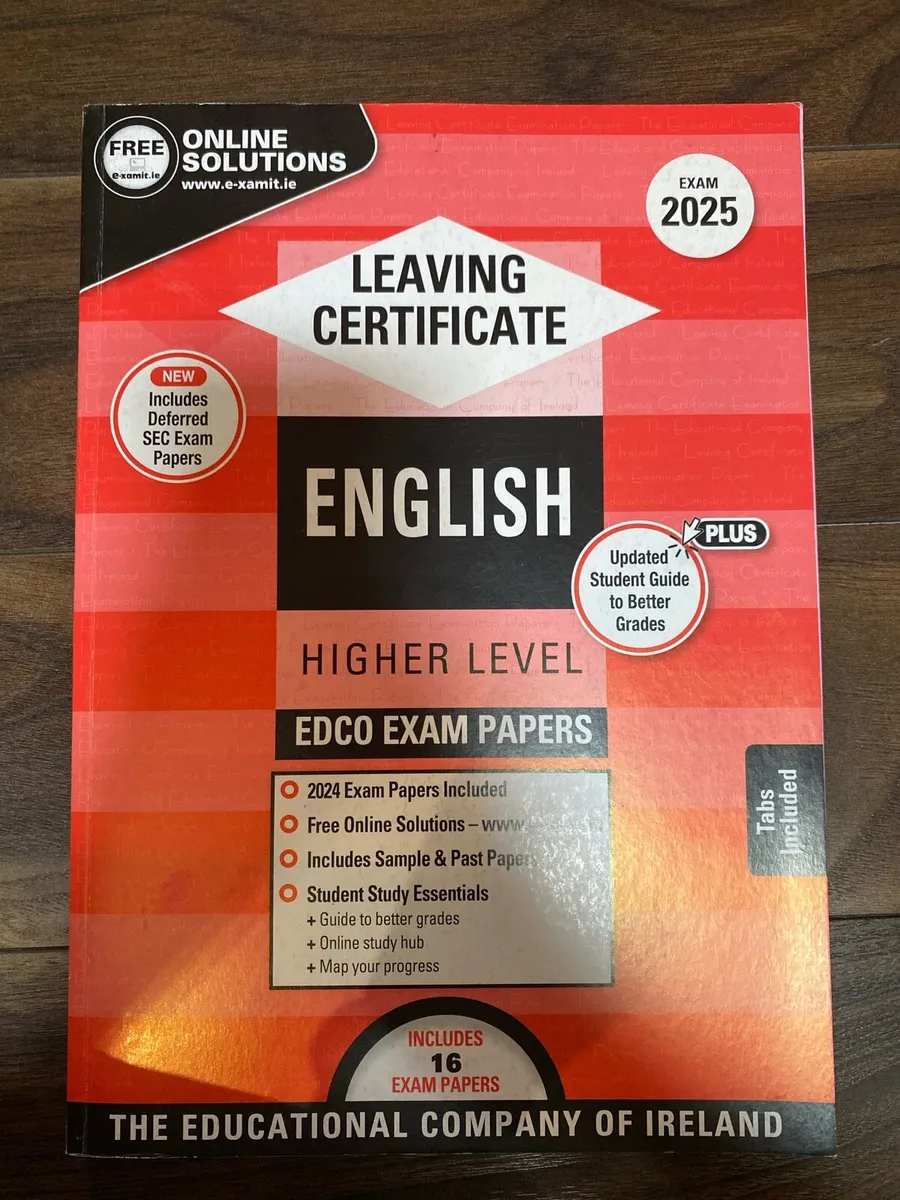 FREE
e-xamit.ie
ONLINE
SOLUTIONS
www.e-xamit.ie
EXAM
2025
LEAVING
CERTIFICATE
NEW
Includes
Deferred
SEC Exam
Papers
ENGLISH
PLUS
Updated
Student Guide
to Better
Grades
HIGHER LEVEL
EDCO EXAM PAPERS
2024 Exam Papers Included
Free Online Solutions – www
Includes Sample & Past
Student Study Essentials
+ Guide to better grades
+ Online study hub
+ Map your progress
Tabs
Included
INCLUDES
16
EXAM PAPERS
THE EDUCATIONAL COMPANY OF IRELAND